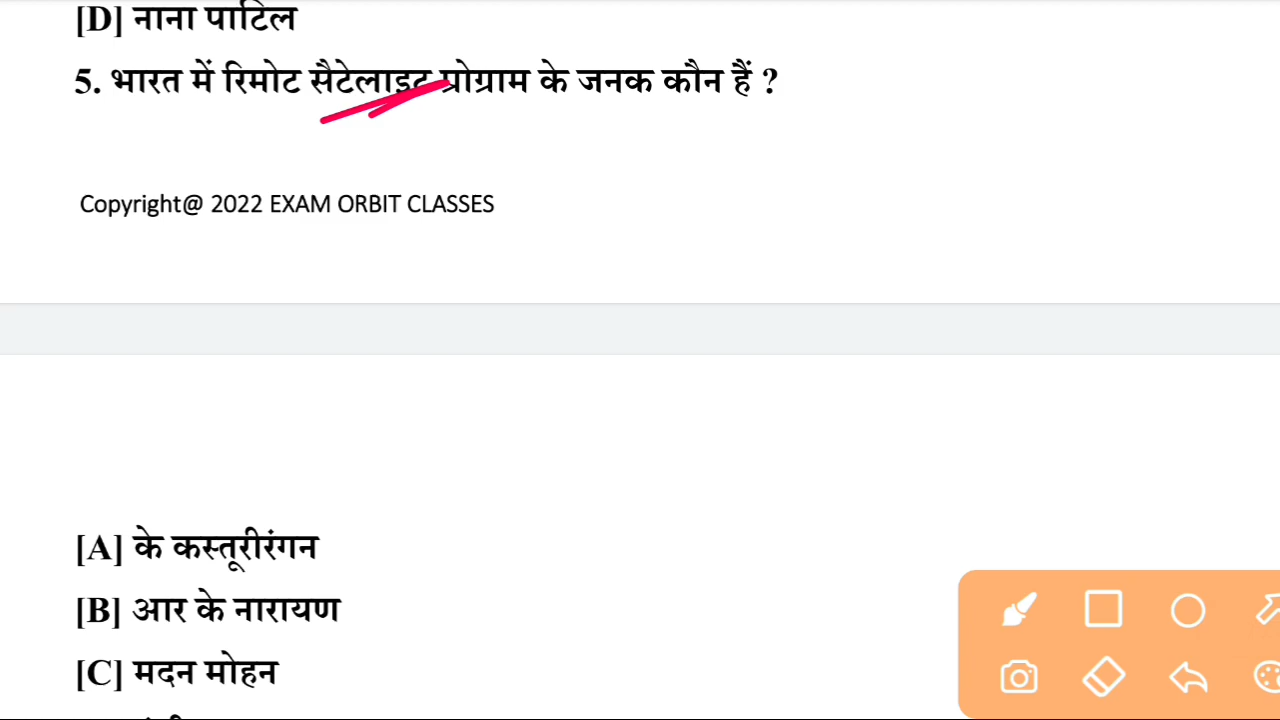 [D] नाना पाटिल
5. भारत में रिमोट सैटेलाइट प्रोग्राम के जनक कौन हैं ?
Copyright@ 2022 EXAM ORBIT CLASSES
[A] के कस्तूरीरंगन
[B] आर के नारायण
[C] मदन मोहन